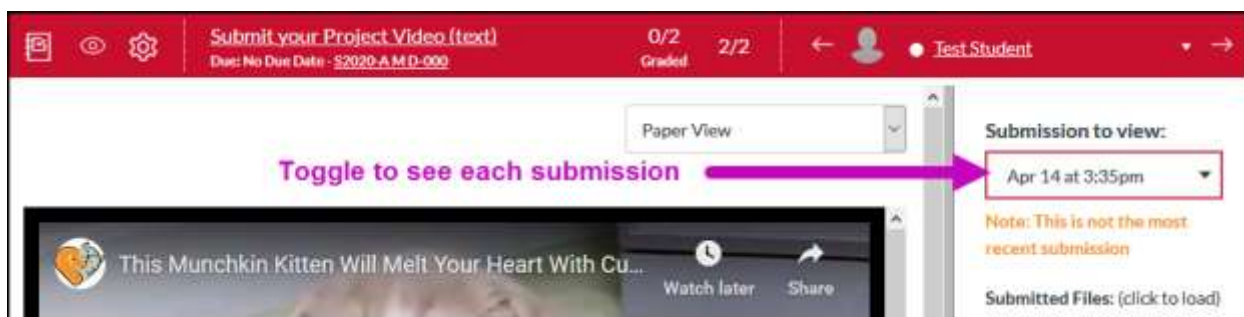 Submit your Project Video (text)
Due: No Due Date - S2020-A M D-000
0/2
Graded
2/2
Test Student
Paper View
Toggle to see each submission
Submission to view:
Apr 14 at 3:35pm
Note: This is not the most
recent submission
Submitted Files: (click to load)
This Munchkin Kitten Will Melt Your Heart With Cu...
Watch later
Share